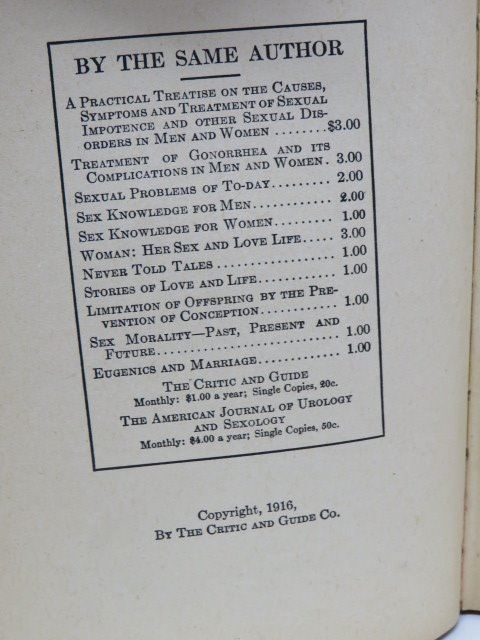 BY THE SAME AUTHOR
A PRACTICAL TREATISE ON THE CAUSES,
SYMPTOMS AND TREATMENT OF SEXUAL
IMPOTENCE AND OTHER SEXUAL DIS-
ORDERS IN MEN AND WOMEN ........$3.00
TREATMENT OF GONORRHEA AND ITS
COMPLICATIONS IN MEN AND WOMEN. 3.00
SEXUAL PROBLEMS OF TO-DAY......... 2.00
SEX KNOWLEDGE FOR MEN............ 2.00
SEX KNOWLEDGE FOR WOMEN......... 1.00
WOMAN: HER SEX AND LOVE LIFE..... 3.00
NEVER TOLD TALES ................. 1.00
STORIES OF LOVE AND LIFE........... 1.00
LIMITATION OF OFFSPRING BY THE PRE-
VENTION OF CONCEPTION............ 1.00
SEX MORALITY—PAST, PRESENT AND
FUTURE........................... 1.00
EUGENICS AND MARRIAGE............. 1.00
THE CRITIC AND GUIDE
Monthly: $1.00 a year; Single Copies, 20c.
THE AMERICAN JOURNAL OF UROLOGY
AND SEXOLOGY
Monthly: $4.00 a year; Single Copies, 50c.
Copyright, 1916,
BY THE CRITIC AND GUIDE CO.